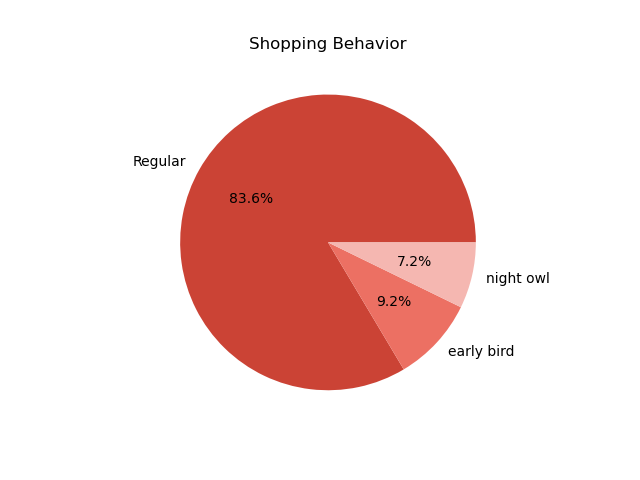 Shopping Behavior
Regular
83.6%
7.2%
night owl
9.2%
early bird